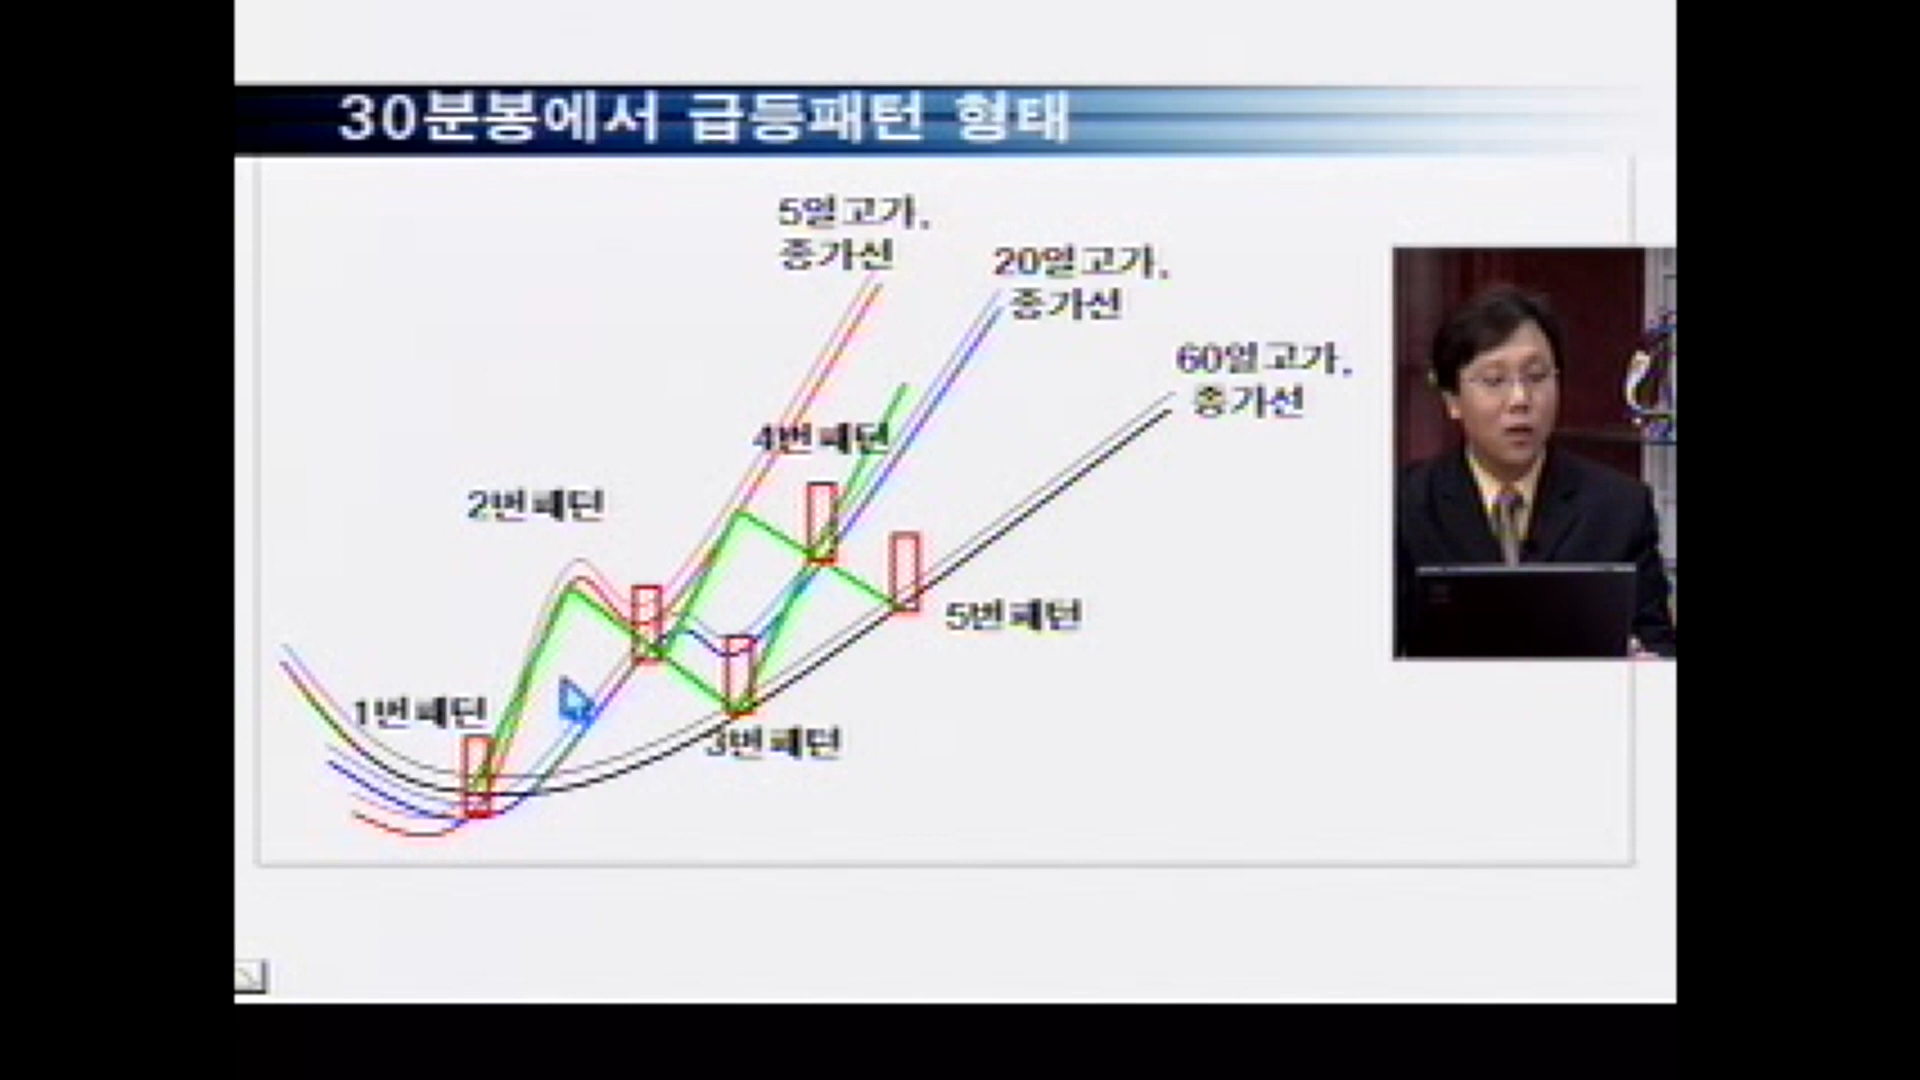 30분봉에서 급등패턴 형태
5일고가,
종가선
20일고가,
종가선
60일고가,
종가선
4번패턴
2번패턴
5번패턴
1번패턴
3번패턴